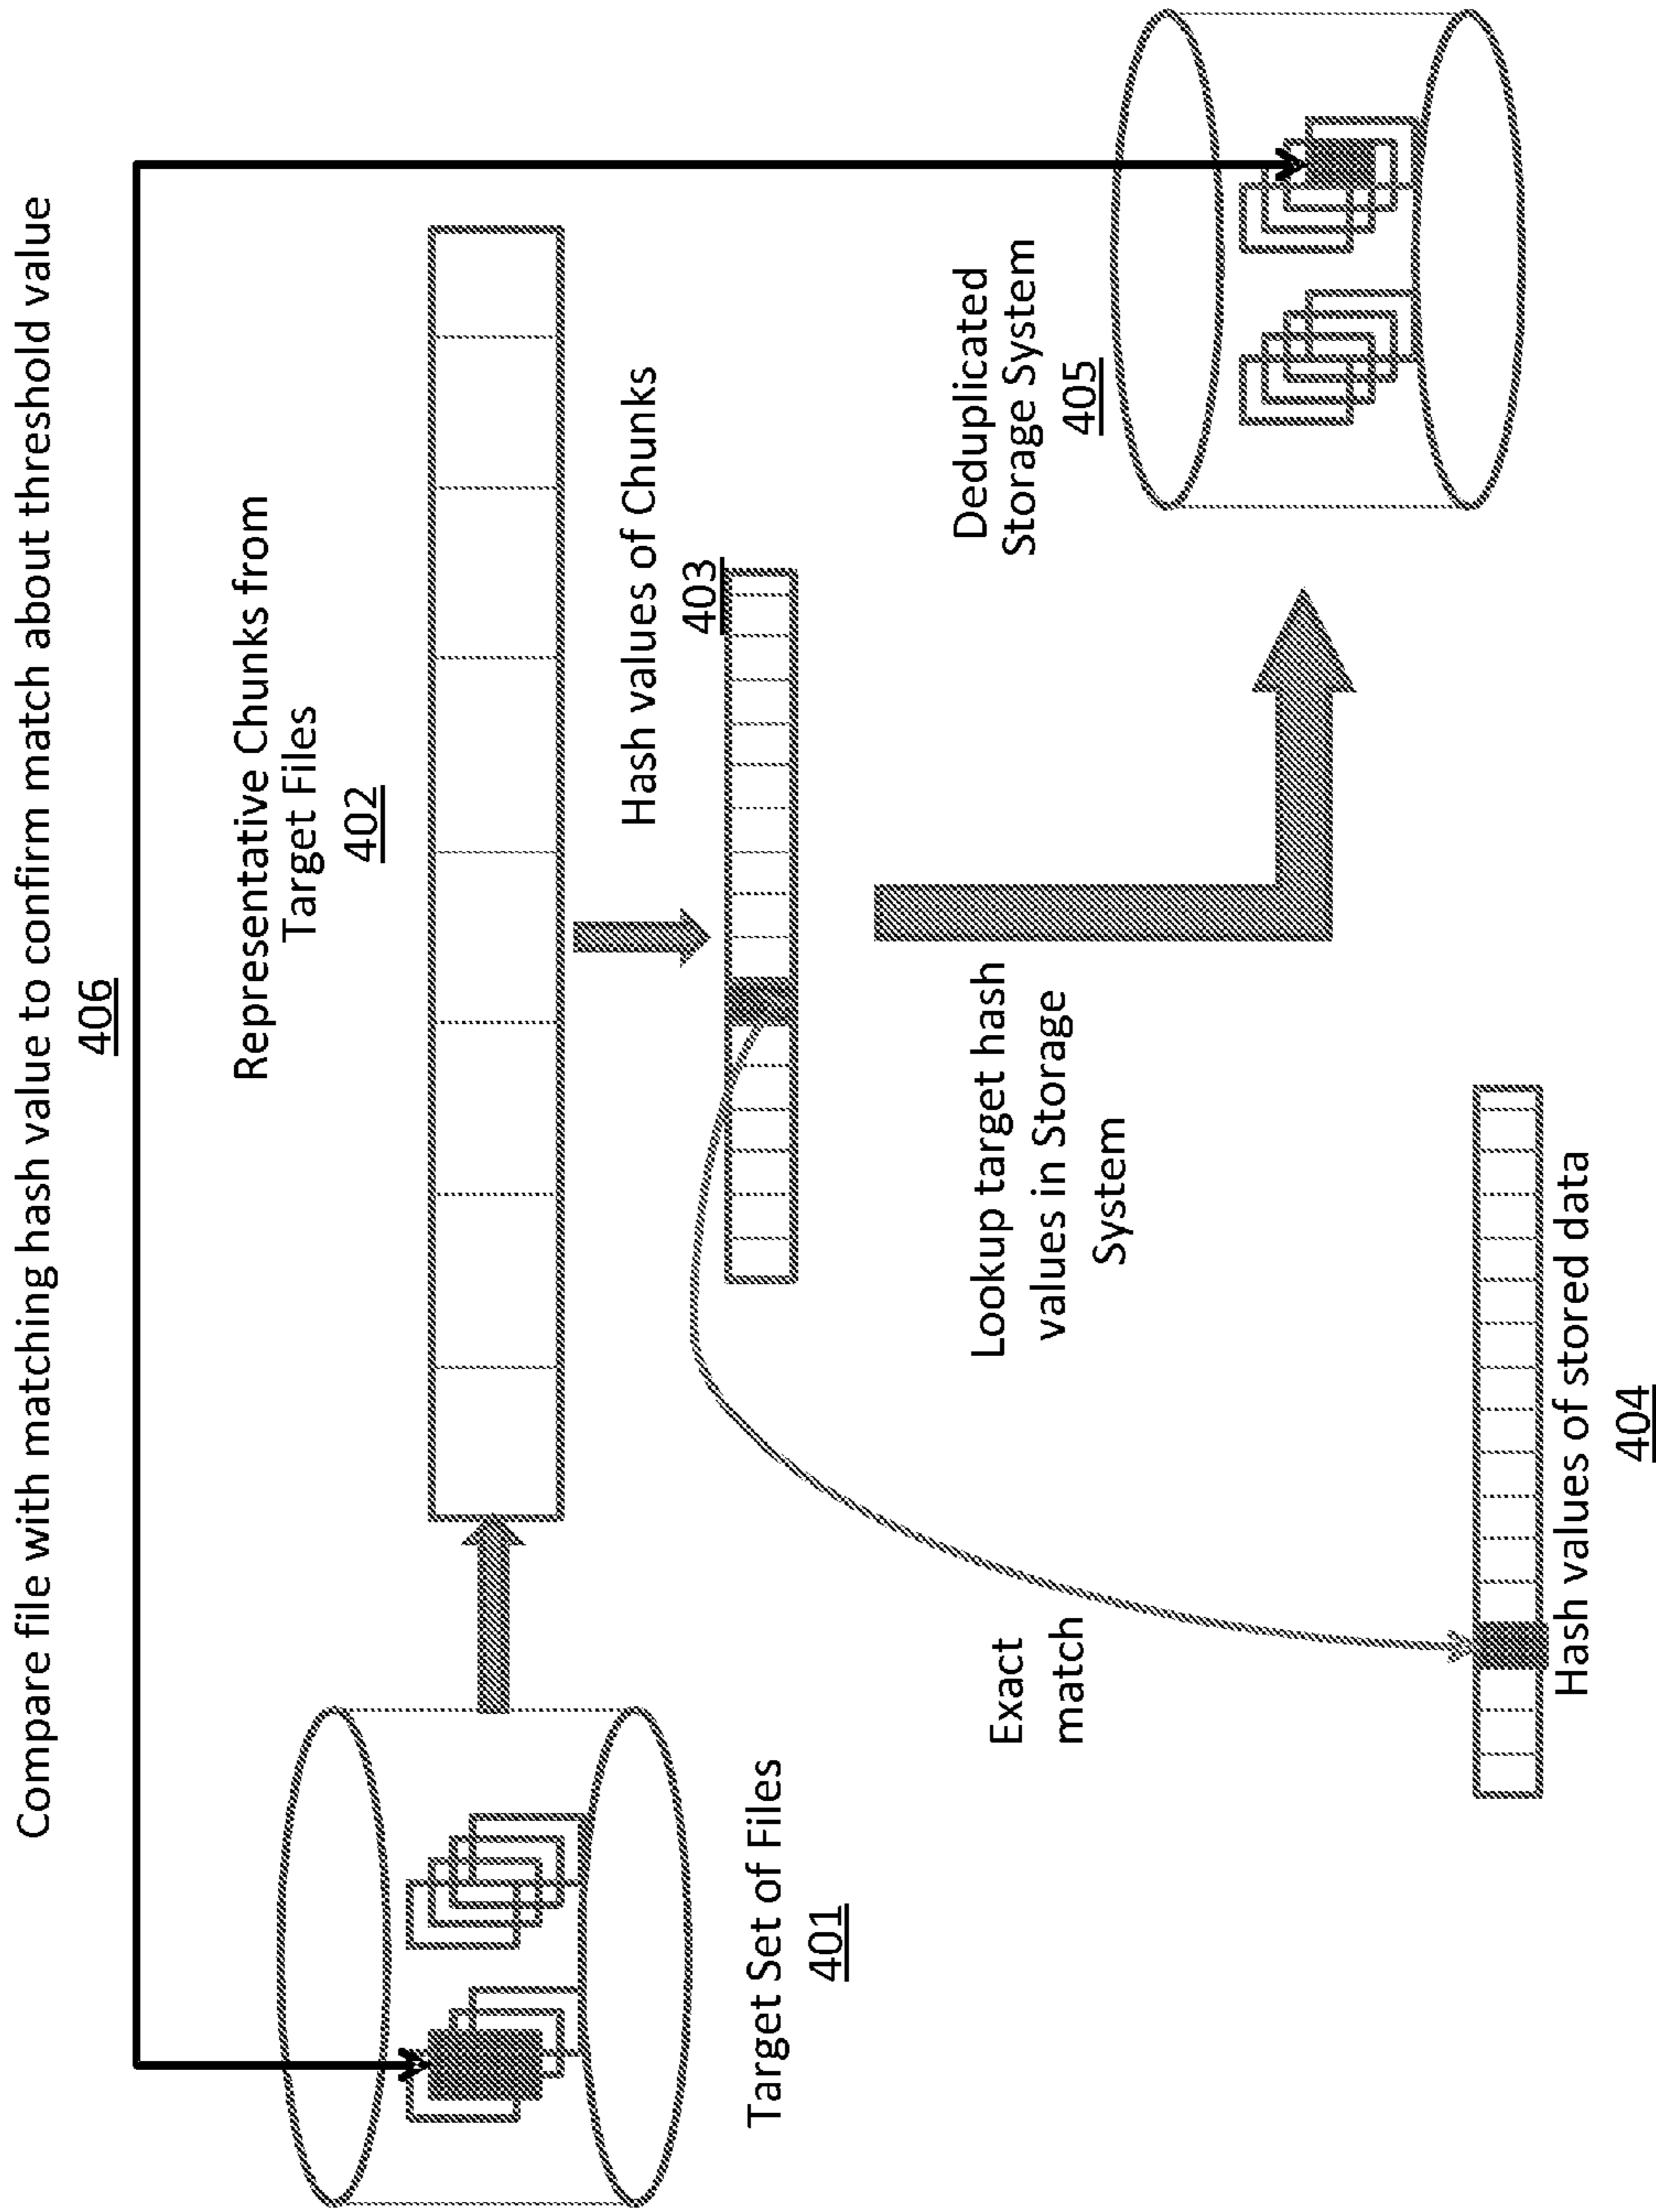 Compare file with matching hash value to confirm match about threshold value
406
Representative Chunks from
Target Files
402
Hash values of Chunks
403
Target Set of Files
401
Lookup target hash
values in Storage
System
Deduplicated
Storage System
405
Exact
match
Hash values of stored data
404